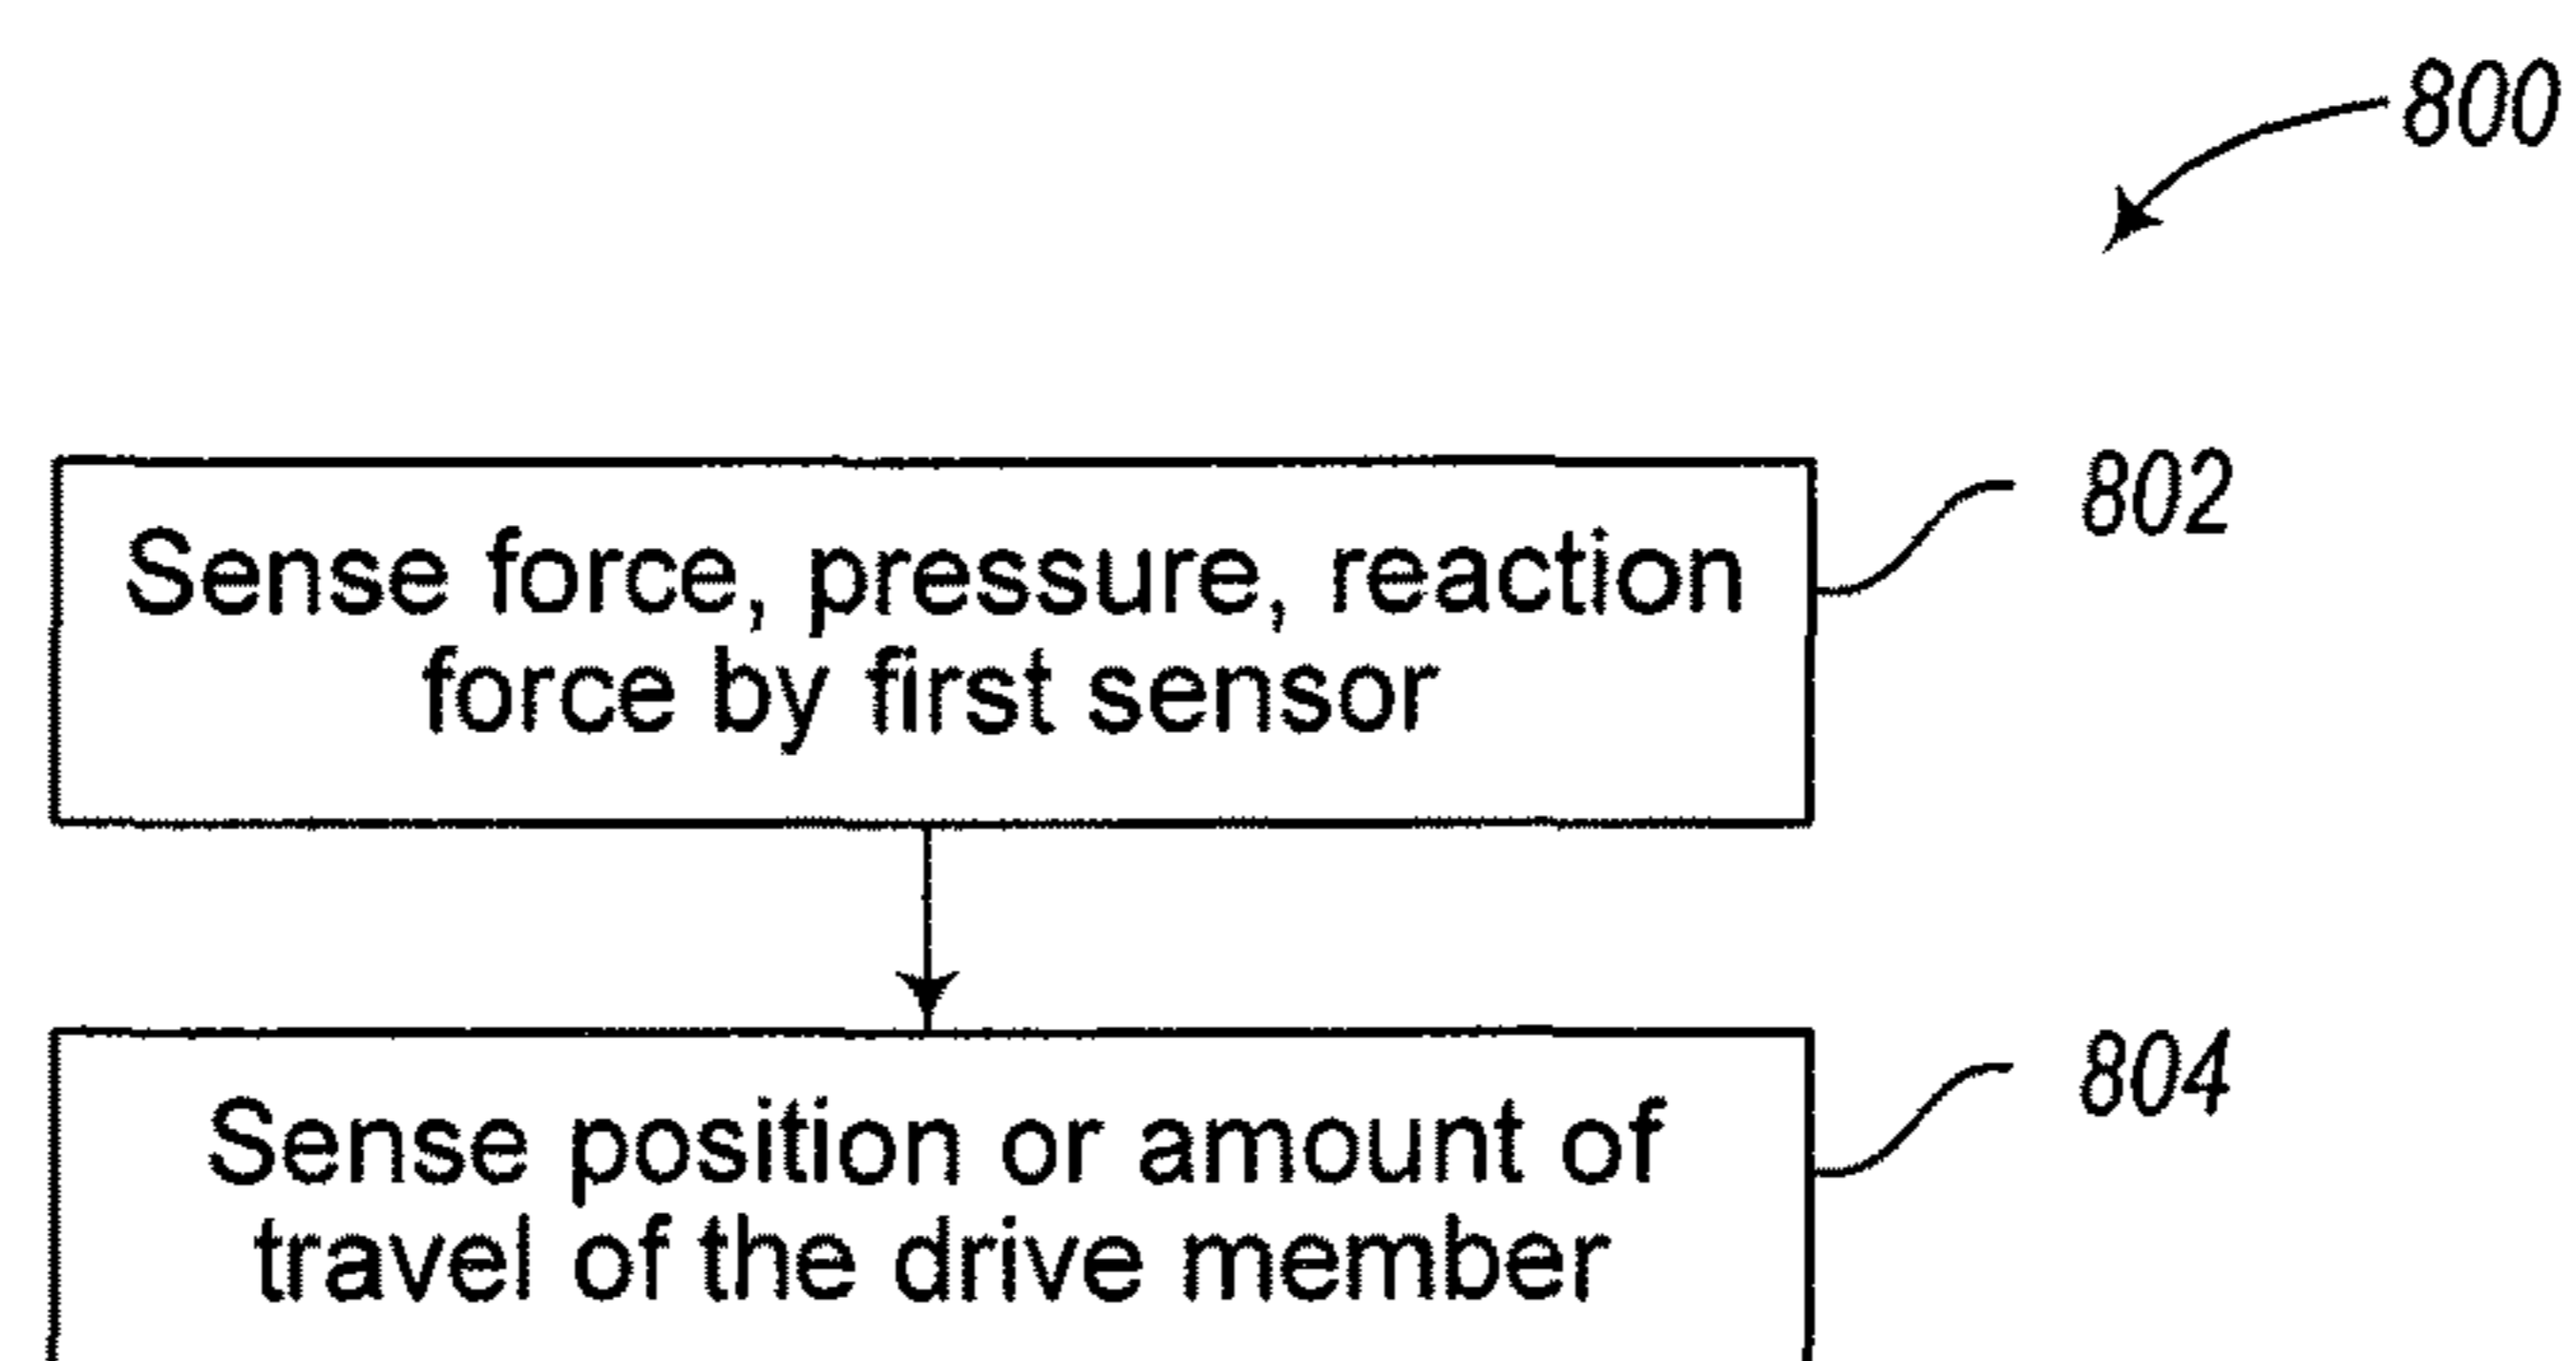 800
Sense force, pressure, reaction
force by first sensor
802
Sense position or amount of
travel of the drive member
804